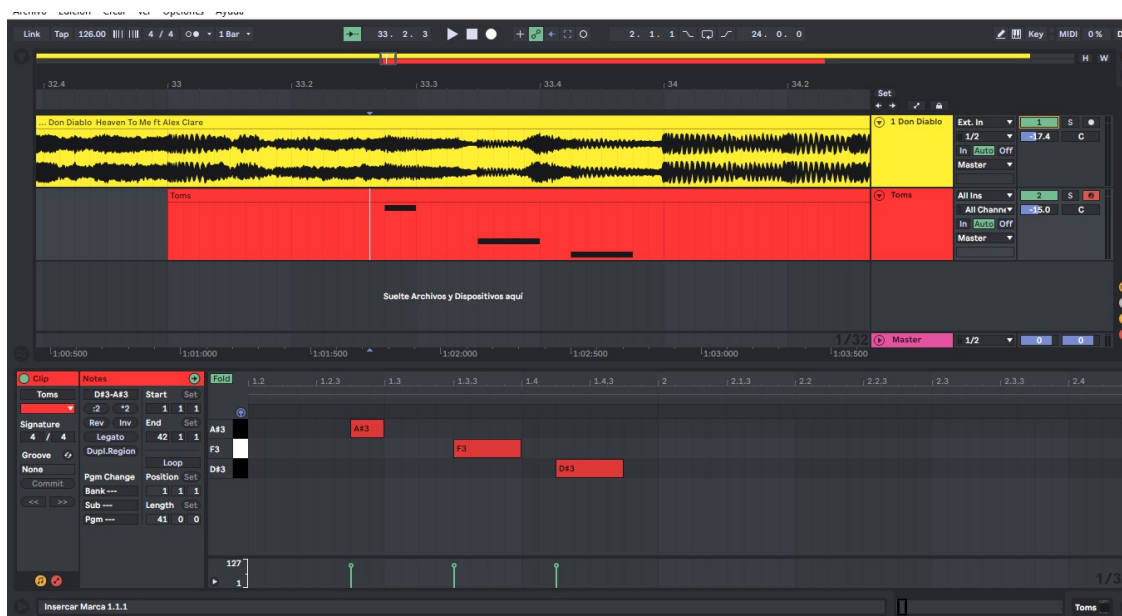 Archivo Edición Crear Ver Opciones Ayuda
Link Tap 126.00 4 / 4 1 Bar 33. 2. 3 2. 1. 1 24. 0. 0 Key MIDI 0 % D
H W
32.4 33 33.2 33.3 33.4 34 34.2
Set
... Don Diablo Heaven To Me ft Alex Clare 1 Don Diablo Ext. In 1 S
1/2 -17.4 C
In Auto Off
Master
Toms Toms All Ins 2 S
All Channe -15.0 C
In Auto Off
Master
Suelte Archivos y Dispositivos aquí
1/32 Master 1/2 0 0
1:00:500 1:01:000 1:01:500 1:02:000 1:02:500 1:03:000 1:03:500
Clip Notes Fold 1.2 1.2.3 1.3 1.3.3 1.4 1.4.3 2 2.1.3 2.2 2.2.3 2.3 2.3.3 2.4
Toms D#3-A#3 Start Set
:2 *2 1 1 1
Signature Rev Inv End Set
4 / 4 Legato 42 1 1 A#3 A#3
Groove Dupl.Region F3 F3
None Loop D#3 D#3
Commit Pgm Change Position Set
Bank --- 1 1 1
<< >> Sub --- Length Set
Pgm --- 41 0 0
127
1
1/3
Insercar Marca 1.1.1 Toms